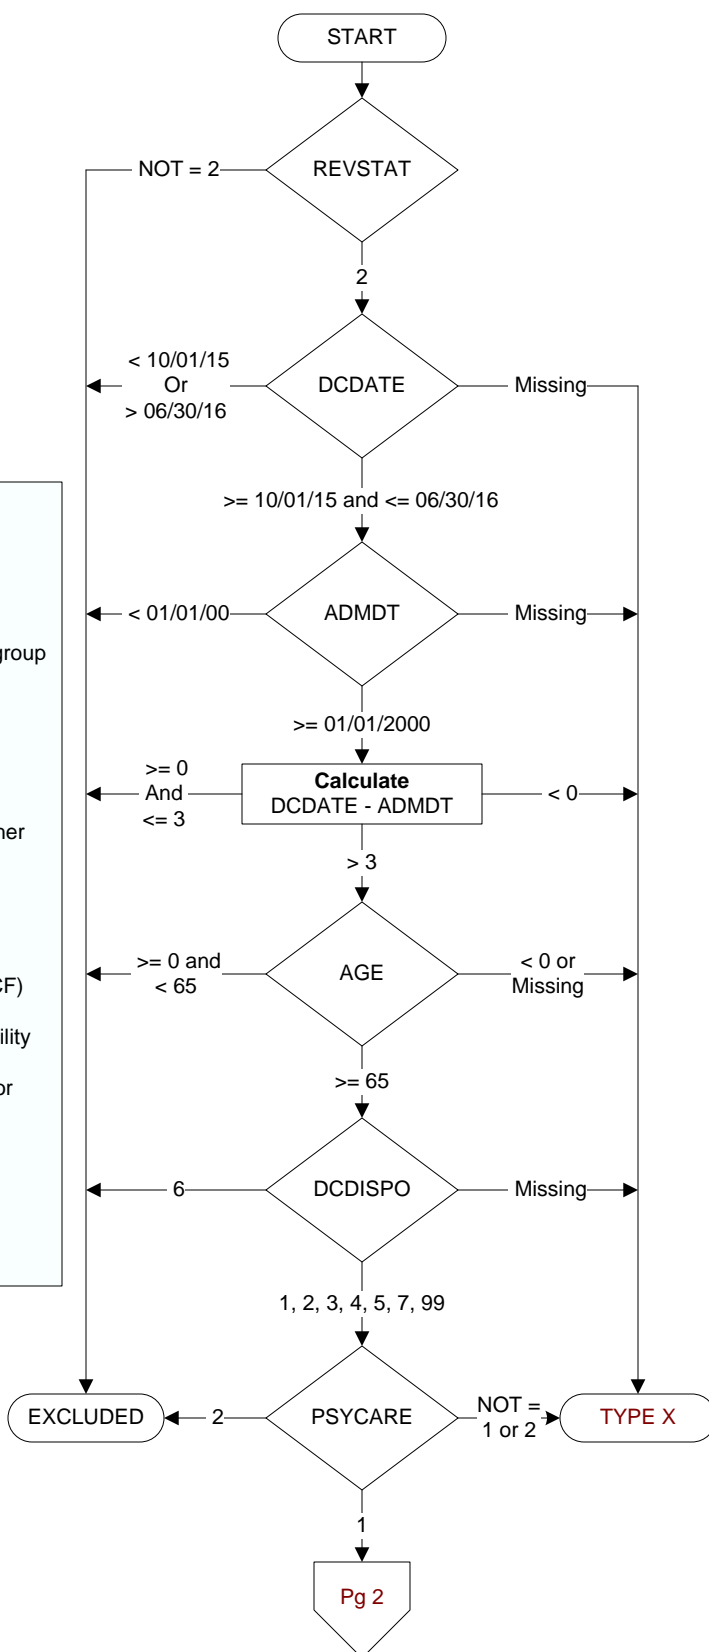 START
REVSTAT
NOT = 2
2
< 10/01/15
Or
> 06/30/16
DCDATE
Missing
>= 10/01/15 and <= 06/30/16
< 01/01/00
ADMDT
Missing
group
>= 01/01/2000
>= 0
And
<= 3
Calculate
DCDATE - ADMDT
< 0
> 3
>= 0 and
< 65
AGE
< 0 or
Missing
ility
or
>= 65
6
DCDISPO
Missing
1, 2, 3, 4, 5, 7, 99
EXCLUDED
2
PSYCARE
NOT =
1 or 2
TYPE X
1
Pg 2